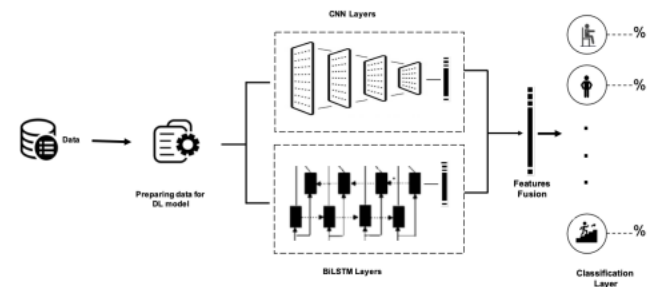 CNN Layers
%
Data
%
Preparing data for
DL model
Features
Fusion
BiLSTM Layers
%
Classification
Layer